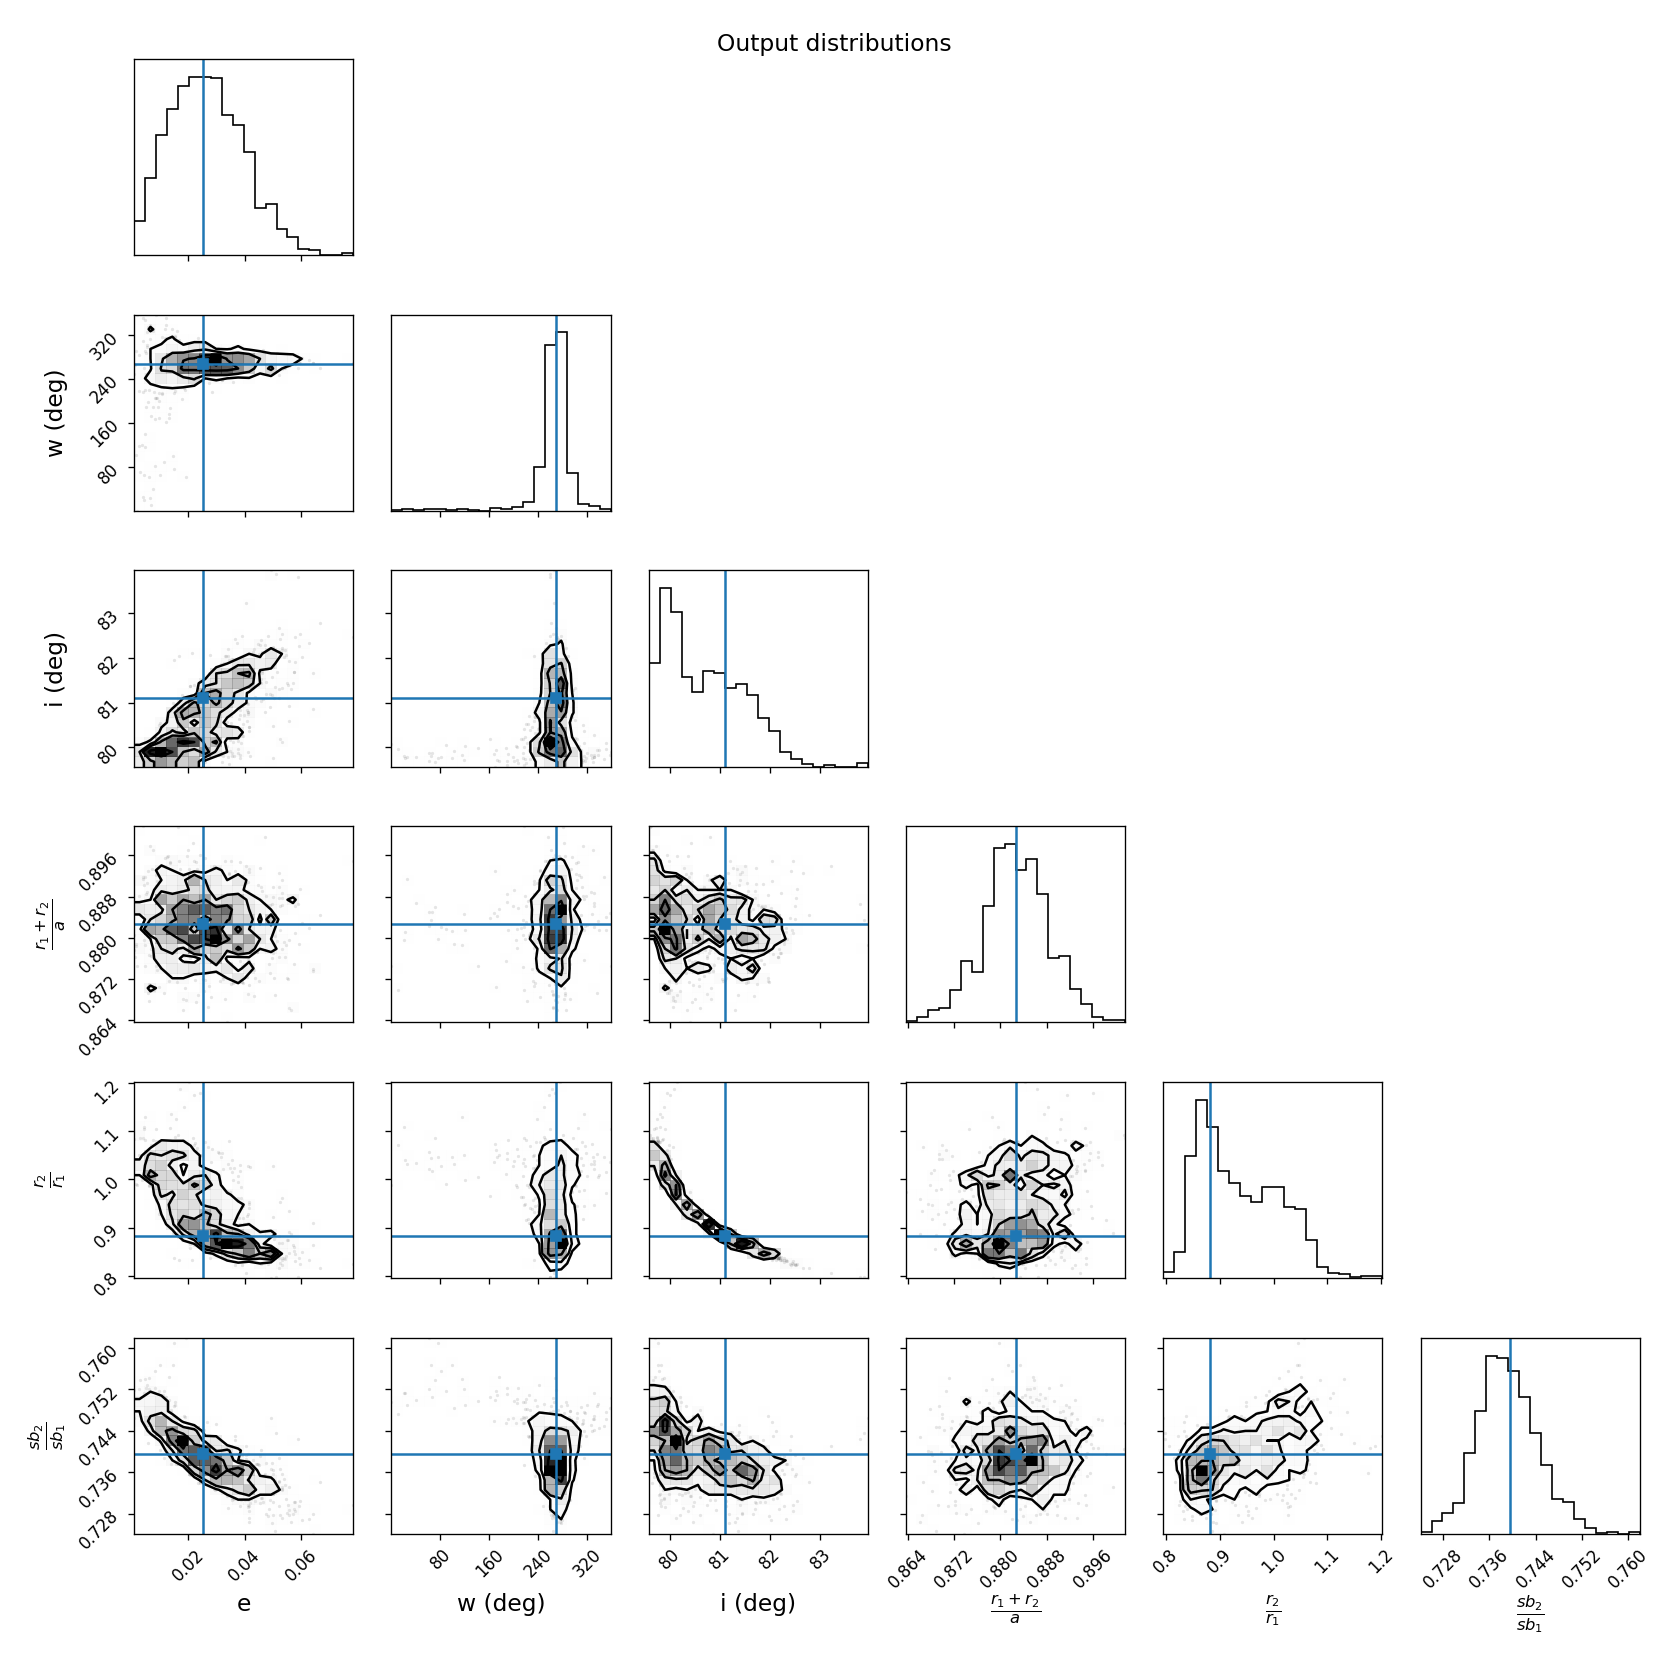 Output distributions
w (deg)
320
240
160
80
i (deg)
83
82
81
80
r₁ + r₂
a
0.896
0.888
0.880
0.872
0.864
r₂
r₁
1.2
1.1
1.0
0.9
0.8
sb₂
sb₁
0.760
0.752
0.744
0.736
0.728
0.02 0.04 0.06 80 160 240 320 80 81 82 83 0.864 0.872 0.880 0.888 0.896 0.8 0.9 1.0 1.1 1.2 0.728 0.736 0.744 0.752 0.760
e w (deg) i (deg) r₁ + r₂ r₂ sb₂
a r₁ sb₁